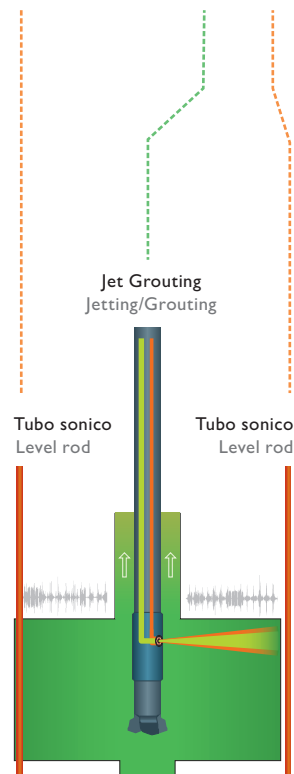 Jet Grouting
Jetting/Grouting
Tubo sonico
Level rod
Tubo sonico
Level rod